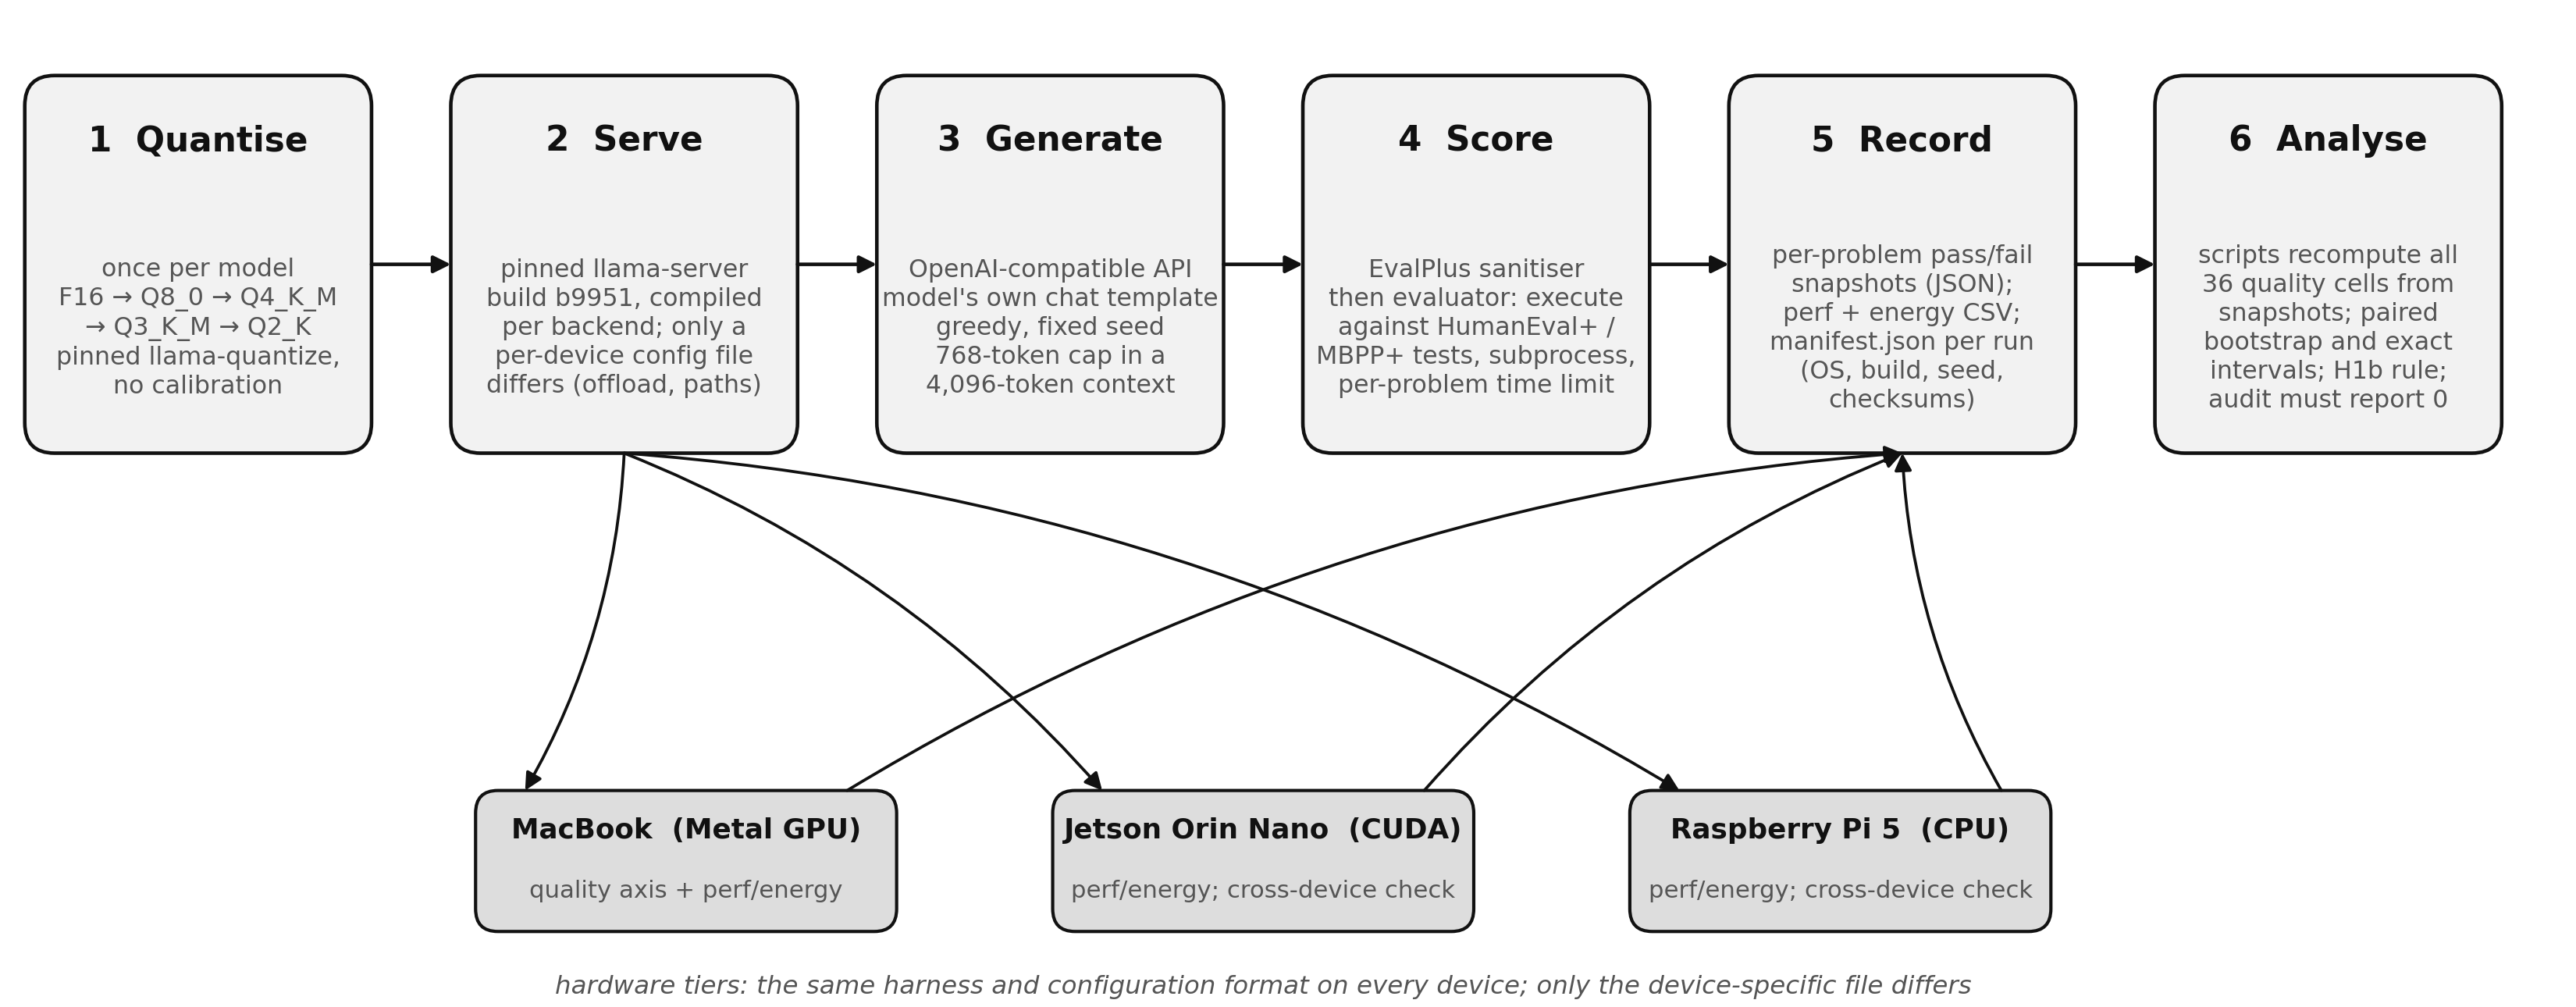 1  Quantise
once per model
F16 → Q8_0 → Q4_K_M
→ Q3_K_M → Q2_K
pinned llama-quantize,
no calibration
2  Serve
pinned llama-server
build b9951, compiled
per backend; only a
per-device config file
differs (offload, paths)
3  Generate
OpenAI-compatible API
model's own chat template
greedy, fixed seed
768-token cap in a
4,096-token context
4  Score
EvalPlus sanitiser
then evaluator: execute
against HumanEval+ /
MBPP+ tests, subprocess,
per-problem time limit
5  Record
per-problem pass/fail
snapshots (JSON);
perf + energy CSV;
manifest.json per run
(OS, build, seed,
checksums)
6  Analyse
scripts recompute all
36 quality cells from
snapshots; paired
bootstrap and exact
intervals; H1b rule;
audit must report 0
MacBook  (Metal GPU)
quality axis + perf/energy
Jetson Orin Nano  (CUDA)
perf/energy; cross-device check
Raspberry Pi 5  (CPU)
perf/energy; cross-device check
hardware tiers: the same harness and configuration format on every device; only the device-specific file differs